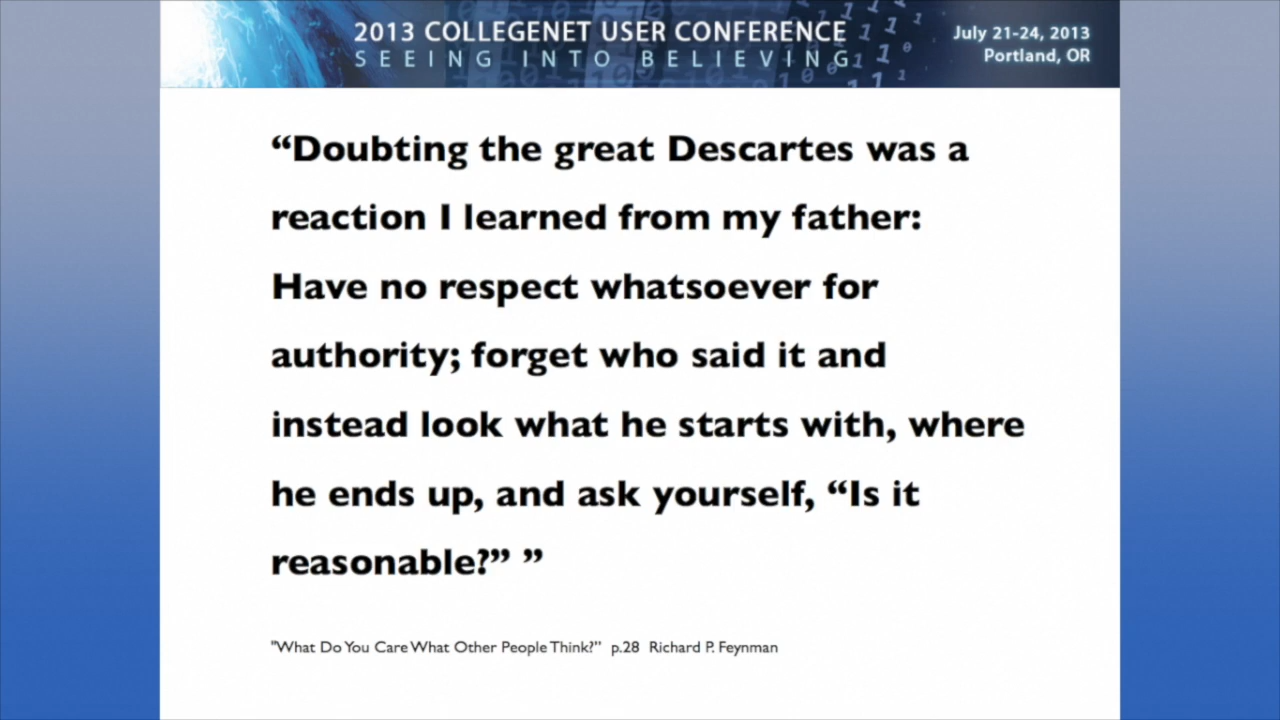 2013 COLLEGENET USER CONFERENCE
SEEING INTO BELIEVING
July 21-24, 2013
Portland, OR
“Doubting the great Descartes was a
reaction I learned from my father:
Have no respect whatsoever for
authority; forget who said it and
instead look what he starts with, where
he ends up, and ask yourself, “Is it
reasonable?” ”
"What Do You Care What Other People Think?” p.28 Richard P. Feynman